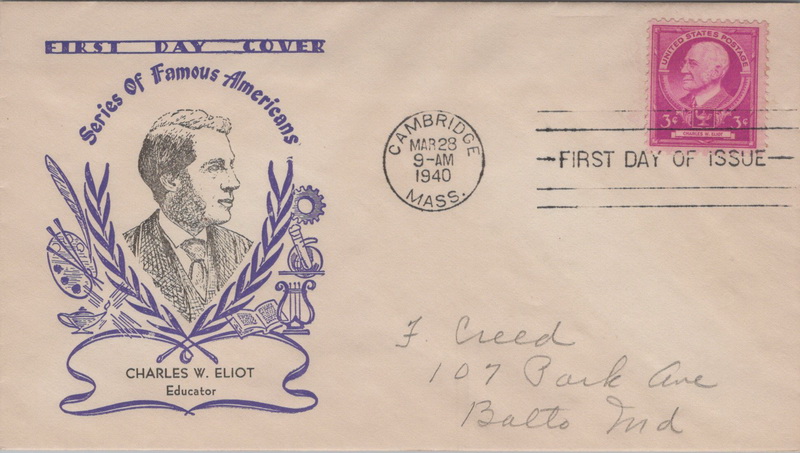 FIRST DAY COVER
Series Of Famous Americans
CHARLES W. ELIOT
Educator
CAMBRIDGE
MAR 28
9-AM
1940
MASS.
UNITED STATES POSTAGE
3¢ 3¢
CHARLES W. ELIOT
FIRST DAY OF ISSUE
F. Creed
107 Park Ave
Balto Md